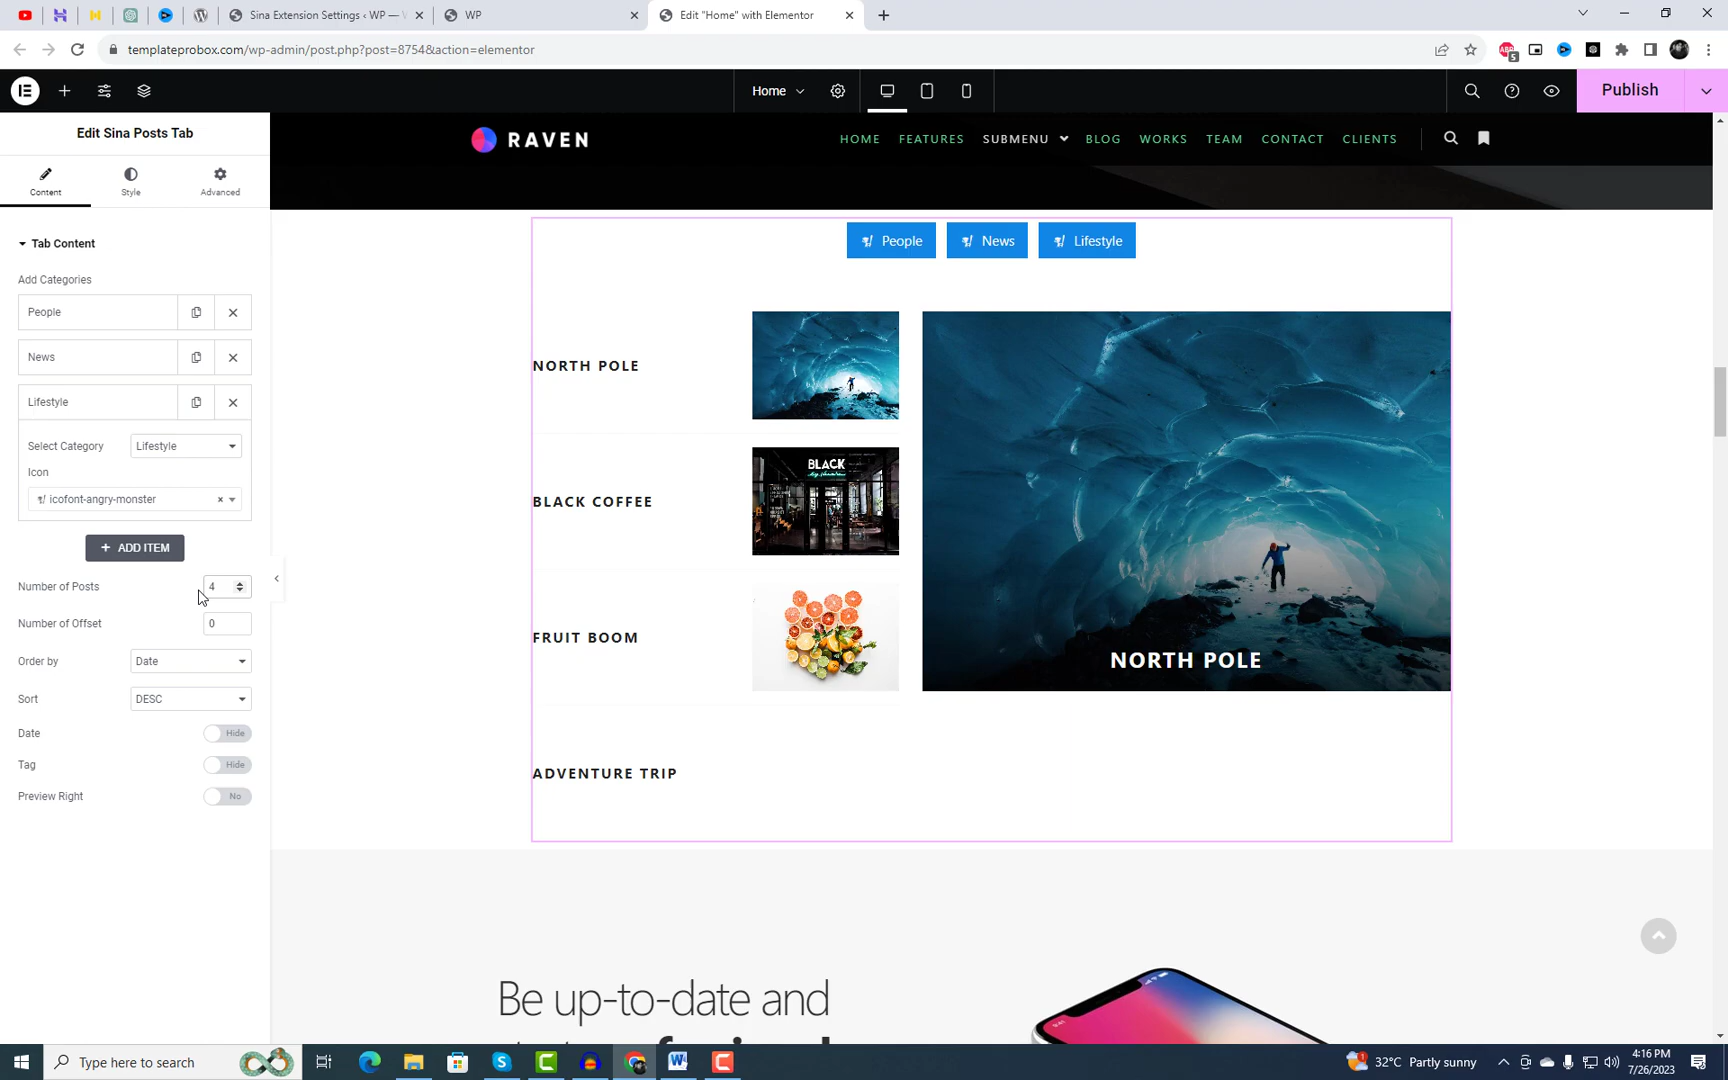 Sina Extension Settings ‹ WP — W
WP
Edit "Home" with Elementor
templateprobox.com/wp-admin/post.php?post=8754&action=elementor
Home
Publish
Edit Sina Posts Tab
RAVEN
HOME
FEATURES
SUBMENU
BLOG
WORKS
TEAM
CONTACT
CLIENTS
Content
Style
Advanced
Tab Content
Add Categories
People
News
Lifestyle
Select Category
Lifestyle
Icon
icofont-angry-monster
ADD ITEM
Number of Posts
4
Number of Offset
0
Order by
Date
Sort
DESC
Date
Hide
Tag
Hide
Preview Right
No
People
News
Lifestyle
NORTH POLE
BLACK COFFEE
BLACK
FRUIT BOOM
ADVENTURE TRIP
NORTH POLE
Be up-to-date and
Type here to search
32°C Partly sunny
4:16 PM
7/26/2023